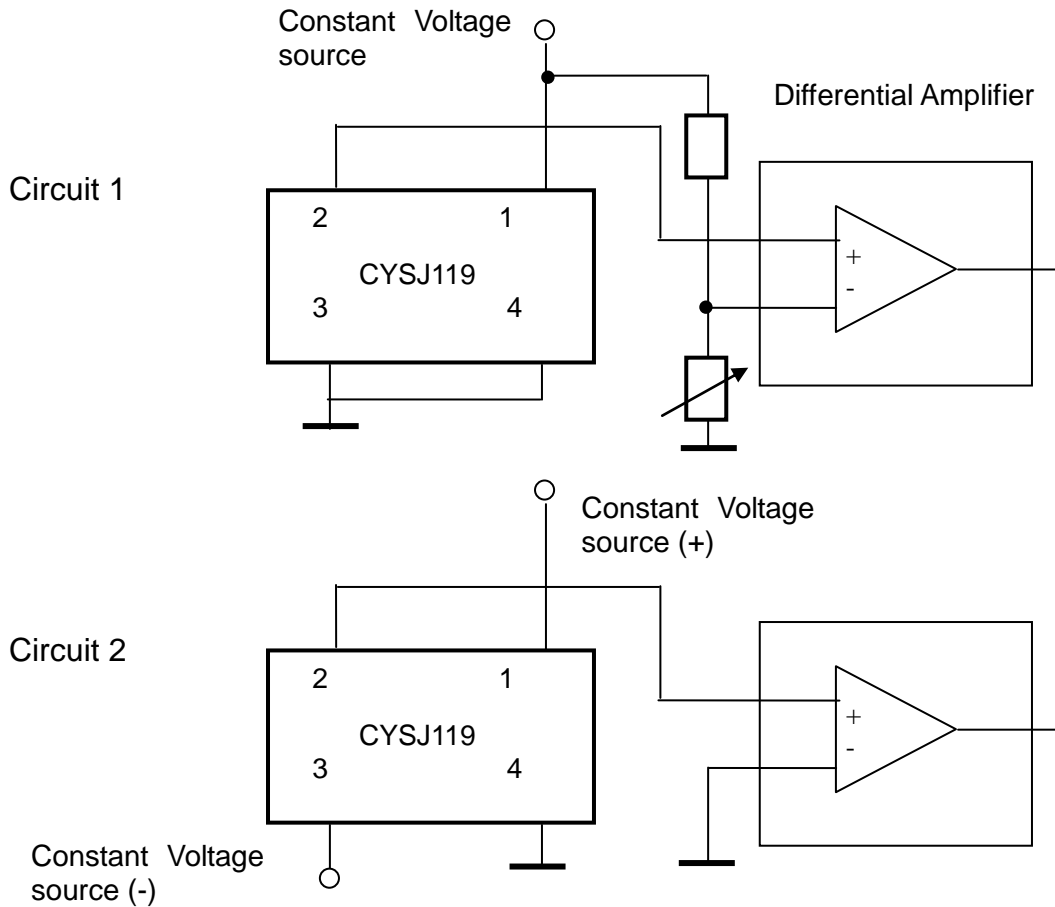 Constant Voltage
source
Differential Amplifier
Circuit 1
2 1
CYSJ119
3 4
+
-
Constant Voltage
source (+)
Circuit 2
2 1
CYSJ119
3 4
+
-
Constant Voltage
source (-)